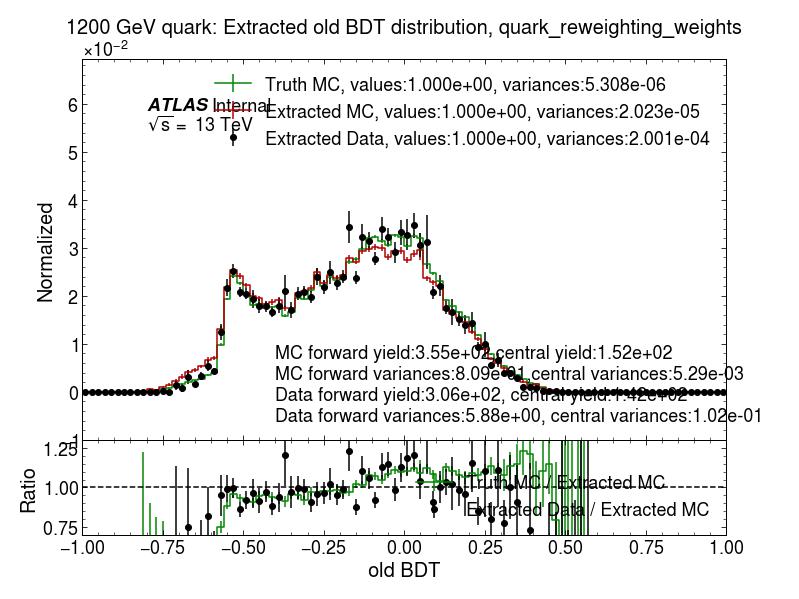 1200 GeV quark: Extracted old BDT distribution, quark_reweighting_weights
×10⁻²
Truth MC, values:1.000e+00, variances:5.308e-06
ATLAS Internal
Extracted MC, values:1.000e+00, variances:2.023e-05
√s = 13 TeV
Extracted Data, values:1.000e+00, variances:2.001e-04
6
5
4
3
2
1
0
Normalized
MC forward yield:3.55e+02, central yield:1.52e+02
MC forward variances:8.09e-01, central variances:5.29e-03
Data forward yield:3.06e+02, central yield:1.42e+02
Data forward variances:5.88e+00, central variances:1.02e-01
1.25
1.00
0.75
Ratio
Truth MC / Extracted MC
Extracted Data / Extracted MC
−1.00 −0.75 −0.50 −0.25 0.00 0.25 0.50 0.75 1.00
old BDT